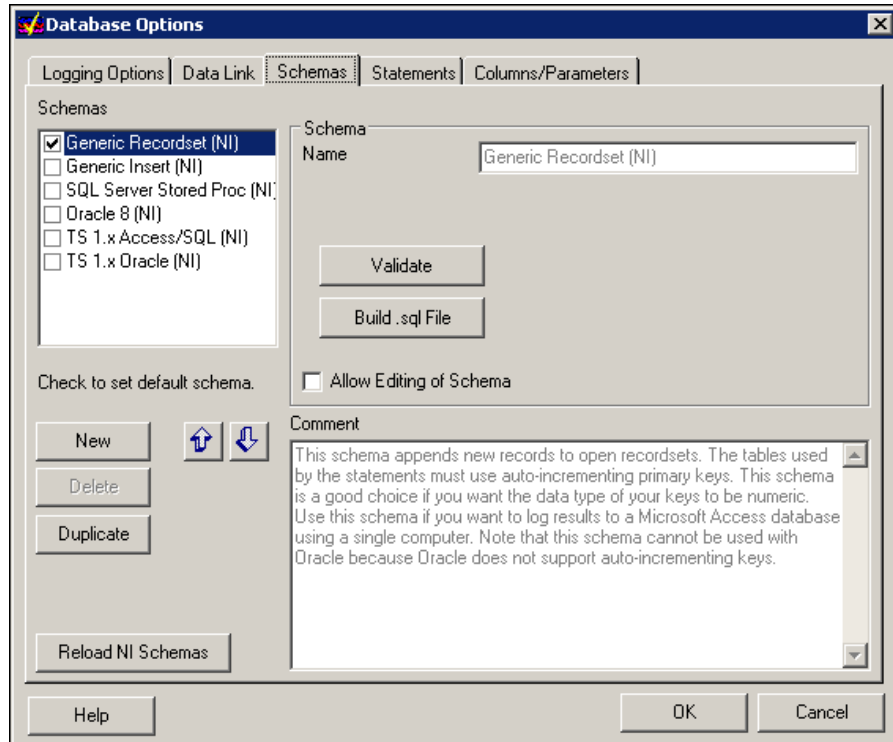 Database Options
Logging Options Data Link Schemas Statements Columns/Parameters
Schemas
Generic Recordset (NI)
Generic Insert (NI)
SQL Server Stored Proc (NI
Oracle 8 (NI)
TS 1.x Access/SQL (NI)
TS 1.x Oracle (NI)
Check to set default schema.
New
Delete
Duplicate
Reload NI Schemas
Schema
Name Generic Recordset (NI)
Validate
Build .sql File
Allow Editing of Schema
Comment
This schema appends new records to open recordsets. The tables used
by the statements must use auto-incrementing primary keys. This schema
is a good choice if you want the data type of your keys to be numeric.
Use this schema if you want to log results to a Microsoft Access database
using a single computer. Note that this schema cannot be used with
Oracle because Oracle does not support auto-incrementing keys.
Help OK Cancel